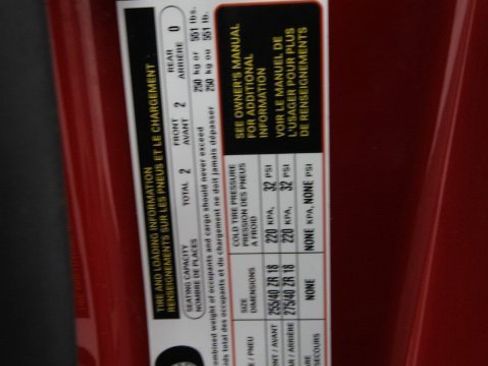 TIRE AND LOADING INFORMATION
RENSEIGNEMENTS SUR LES PNEUS ET LE CHARGEMENT
SEATING CAPACITY
NOMBRE DE PLACES
TOTAL 2
FRONT
AVANT 2
REAR
ARRIÈRE 0
ombined weight of occupants and cargo should never exceed 250 kg or 551 lbs.
ids total des occupants et du chargement ne doit jamais dépasser 250 kg ou 551 lb.
E / PNEU
SIZE
DIMENSIONS
COLD TIRE PRESSURE
PRESSION DES PNEUS
A FROID
NT / AVANT 255/40 ZR 18 220 KPA, 32 PSI
R / ARRIÈRE 275/40 ZR 18 220 KPA, 32 PSI
RE
SECOURS
NONE NONE KPA, NONE PSI
SEE OWNER'S MANUAL
FOR ADDITIONAL
INFORMATION
VOIR LE MANUEL DE
L'USAGER POUR PLUS
DE RENSEIGNEMENTS